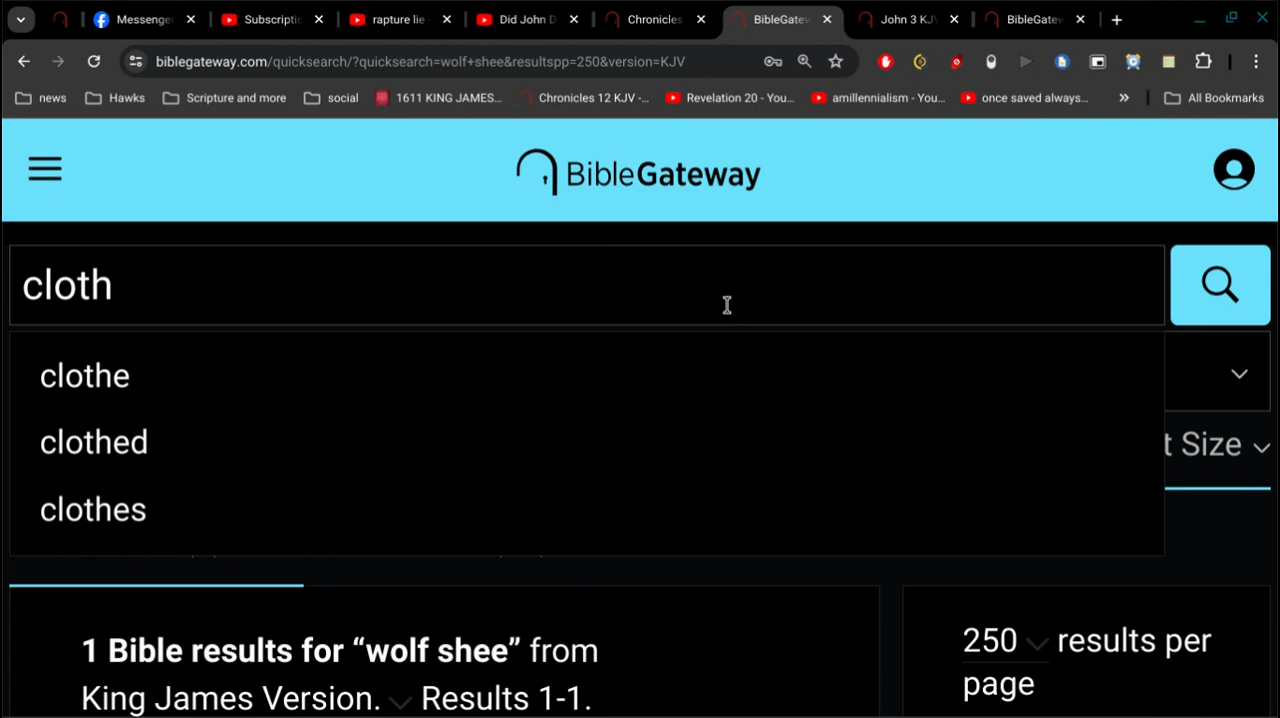 Messenger
Subscriptio
rapture lie
Did John D
Chronicles
BibleGatew
John 3 KJV
BibleGatew
biblegateway.com/quicksearch/?quicksearch=wolf+shee&resultspp=250&version=KJV
news
Hawks
Scripture and more
social
1611 KING JAMES...
Chronicles 12 KJV -...
Revelation 20 - You...
amillennialism - You...
once saved always...
» All Bookmarks
BibleGateway
cloth
clothe
clothed
t Size
clothes
1 Bible results for “wolf shee” from
King James Version. Results 1-1.
250 results per
page